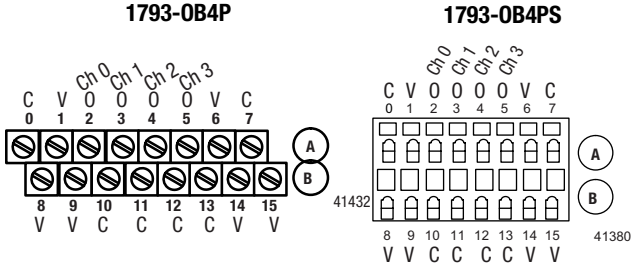 1793-OB4P
Ch 0 Ch 1 Ch 2 Ch 3
C V O O O O V C
0 1 2 3 4 5 6 7
A
B
8 9 10 11 12 13 14 15
V V C C C C V V
1793-OB4PS
Ch 0 Ch 1 Ch 2 Ch 3
C V O O O O V C
0 1 2 3 4 5 6 7
A
B
41432
8 9 10 11 12 13 14 15
V V C C C C V V
41380